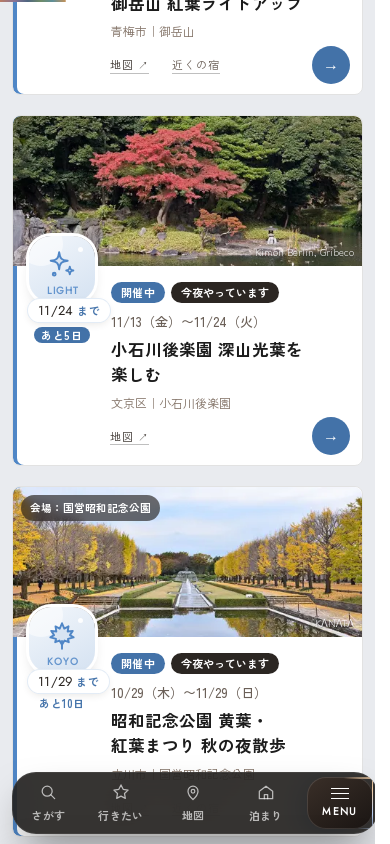 御岳山 紅葉ライトアップ
青梅市｜御岳山
地図 ↗ 近くの宿
→
Kimon Berlin, Gribeco
LIGHT
11/24 まで
あと5日
開催中 今夜やっています
11/13（金）〜11/24（火）
小石川後楽園 深山光葉を
楽しむ
文京区｜小石川後楽園
地図 ↗
→
会場：国営昭和記念公園
KANATA
KOYO
11/29 まで
あと10日
開催中 今夜やっています
10/29（木）〜11/29（日）
昭和記念公園 黄葉・
紅葉まつり 秋の夜散歩
さがす 行きたい 地図 泊まり MENU